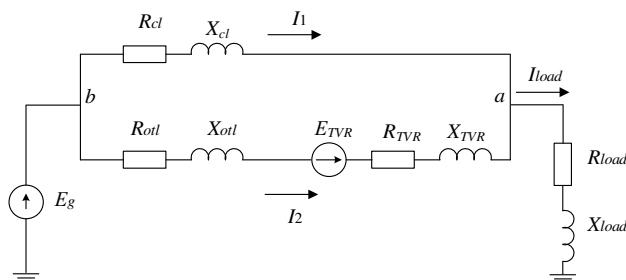 Rcl
Xcl
I1
Iload
b
a
Rotl
Xotl
ETVR
RTVR
XTVR
Rload
Eg
I2
Xload